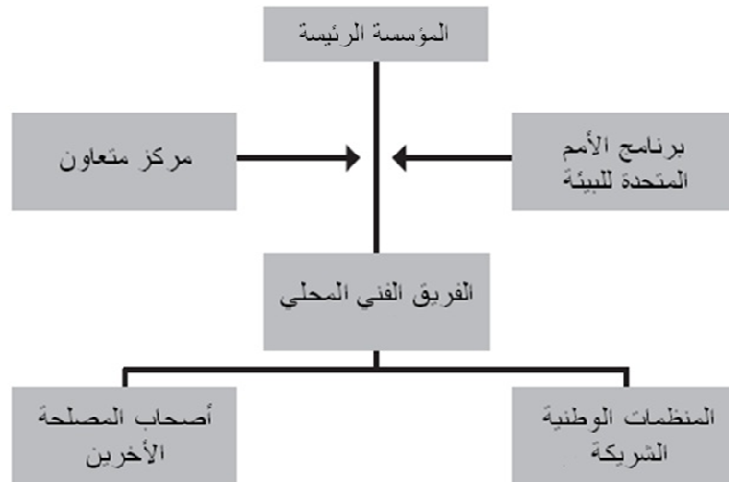 المؤسسة الرئيسة
برنامج الأمم
المتحدة للبيئة
مركز متعاون
الفريق الفني المحلي
المنظمات الوطنية
الشريكة
أصحاب المصلحة
الأخرين